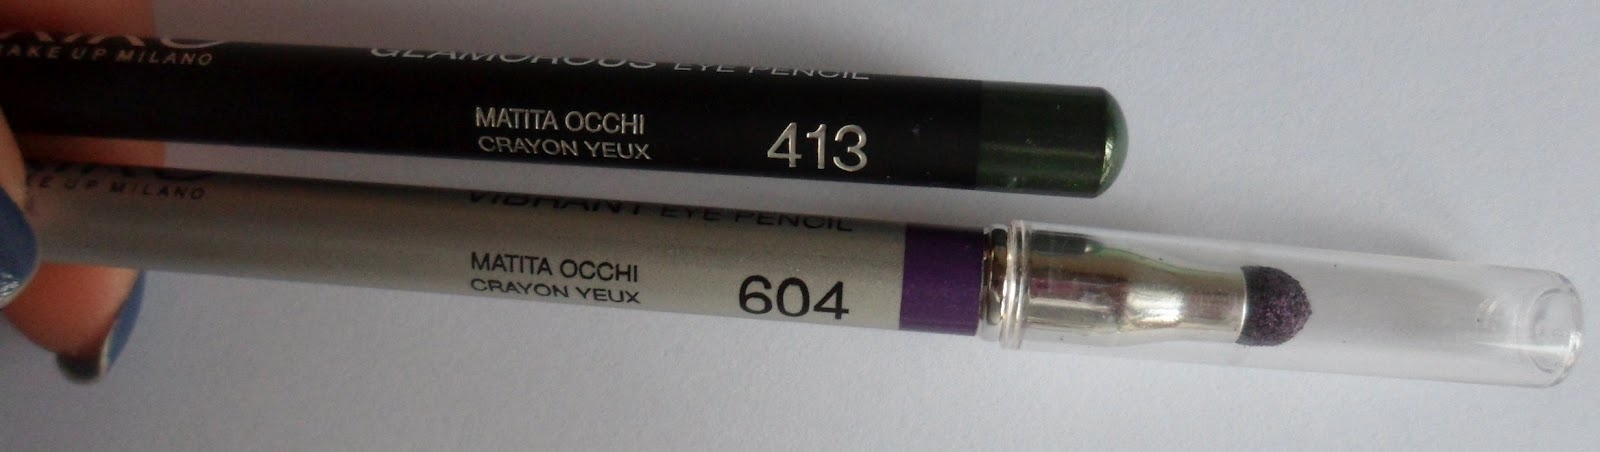 MAKE UP MILANO
GLAMOROUS EYE PENCIL
MATITA OCCHI
CRAYON YEUX
413
MAKE UP MILANO
VIBRANT EYE PENCIL
MATITA OCCHI
CRAYON YEUX
604